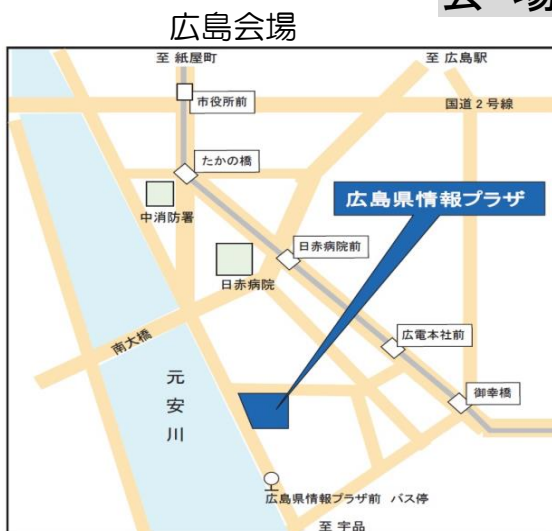 会 場
広島会場
至 紙屋町
至 広島駅
市役所前
国道2号線
たかの橋
広島県情報プラザ
中消防署
日赤病院前
日赤病院
南大橋
広電本社前
元安川
御幸橋
広島県情報プラザ前 バス停
至 宇品